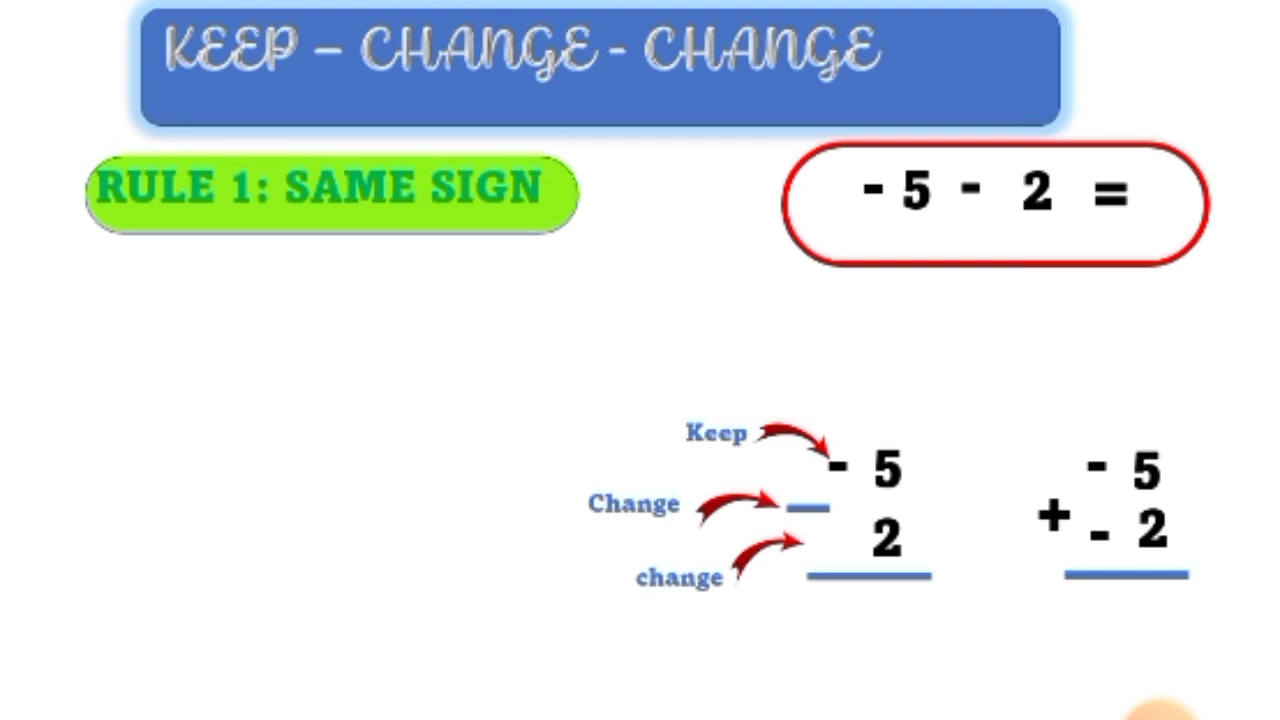 KEEP – CHANGE - CHANGE
RULE 1: SAME SIGN
- 5 - 2 =
Keep
- 5
Change
—
2
change
- 5
+ - 2